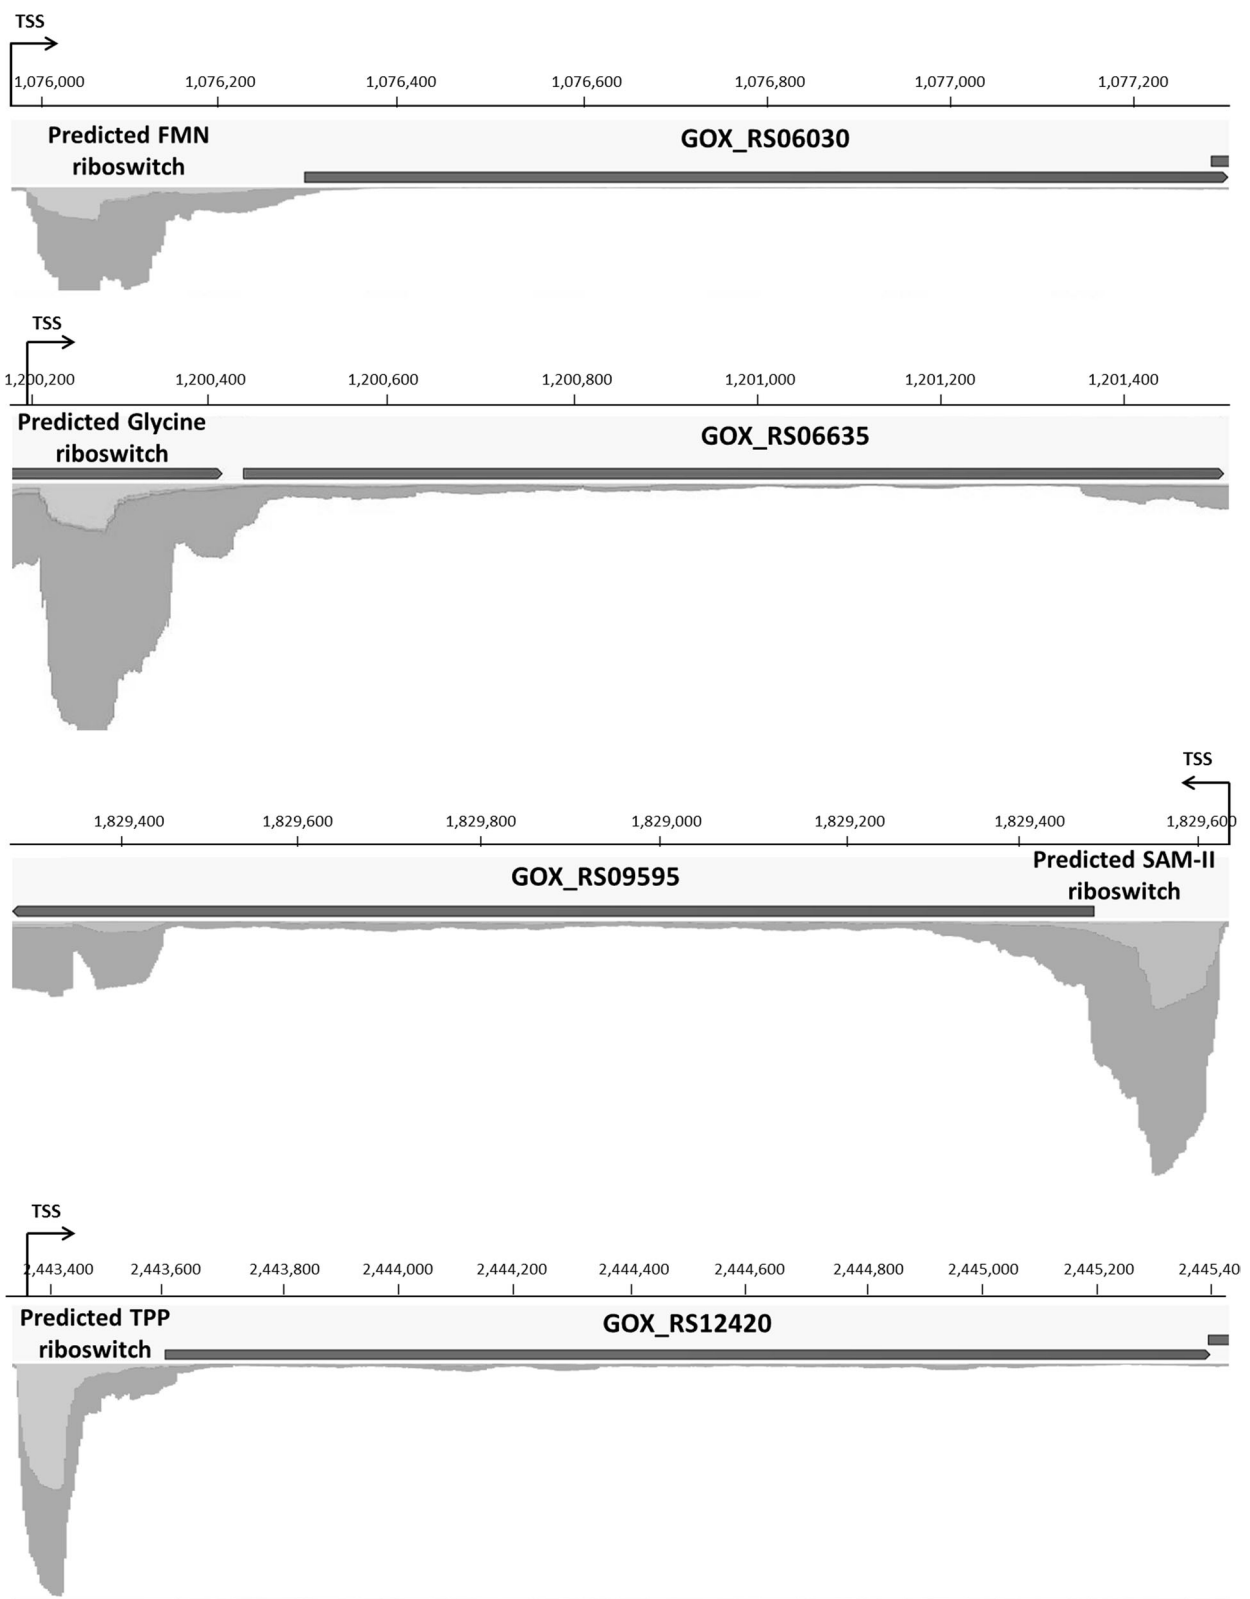 TSS
1,076,000 1,076,200 1,076,400 1,076,600 1,076,800 1,077,000 1,077,200
Predicted FMN
riboswitch
GOX_RS06030
TSS
1,200,200 1,200,400 1,200,600 1,200,800 1,201,000 1,201,200 1,201,400
Predicted Glycine
riboswitch
GOX_RS06635
TSS
1,829,400 1,829,600 1,829,800 1,829,000 1,829,200 1,829,400 1,829,600
GOX_RS09595
Predicted SAM-II
riboswitch
TSS
2,443,400 2,443,600 2,443,800 2,444,000 2,444,200 2,444,400 2,444,600 2,444,800 2,445,000 2,445,200 2,445,40
Predicted TPP
riboswitch
GOX_RS12420